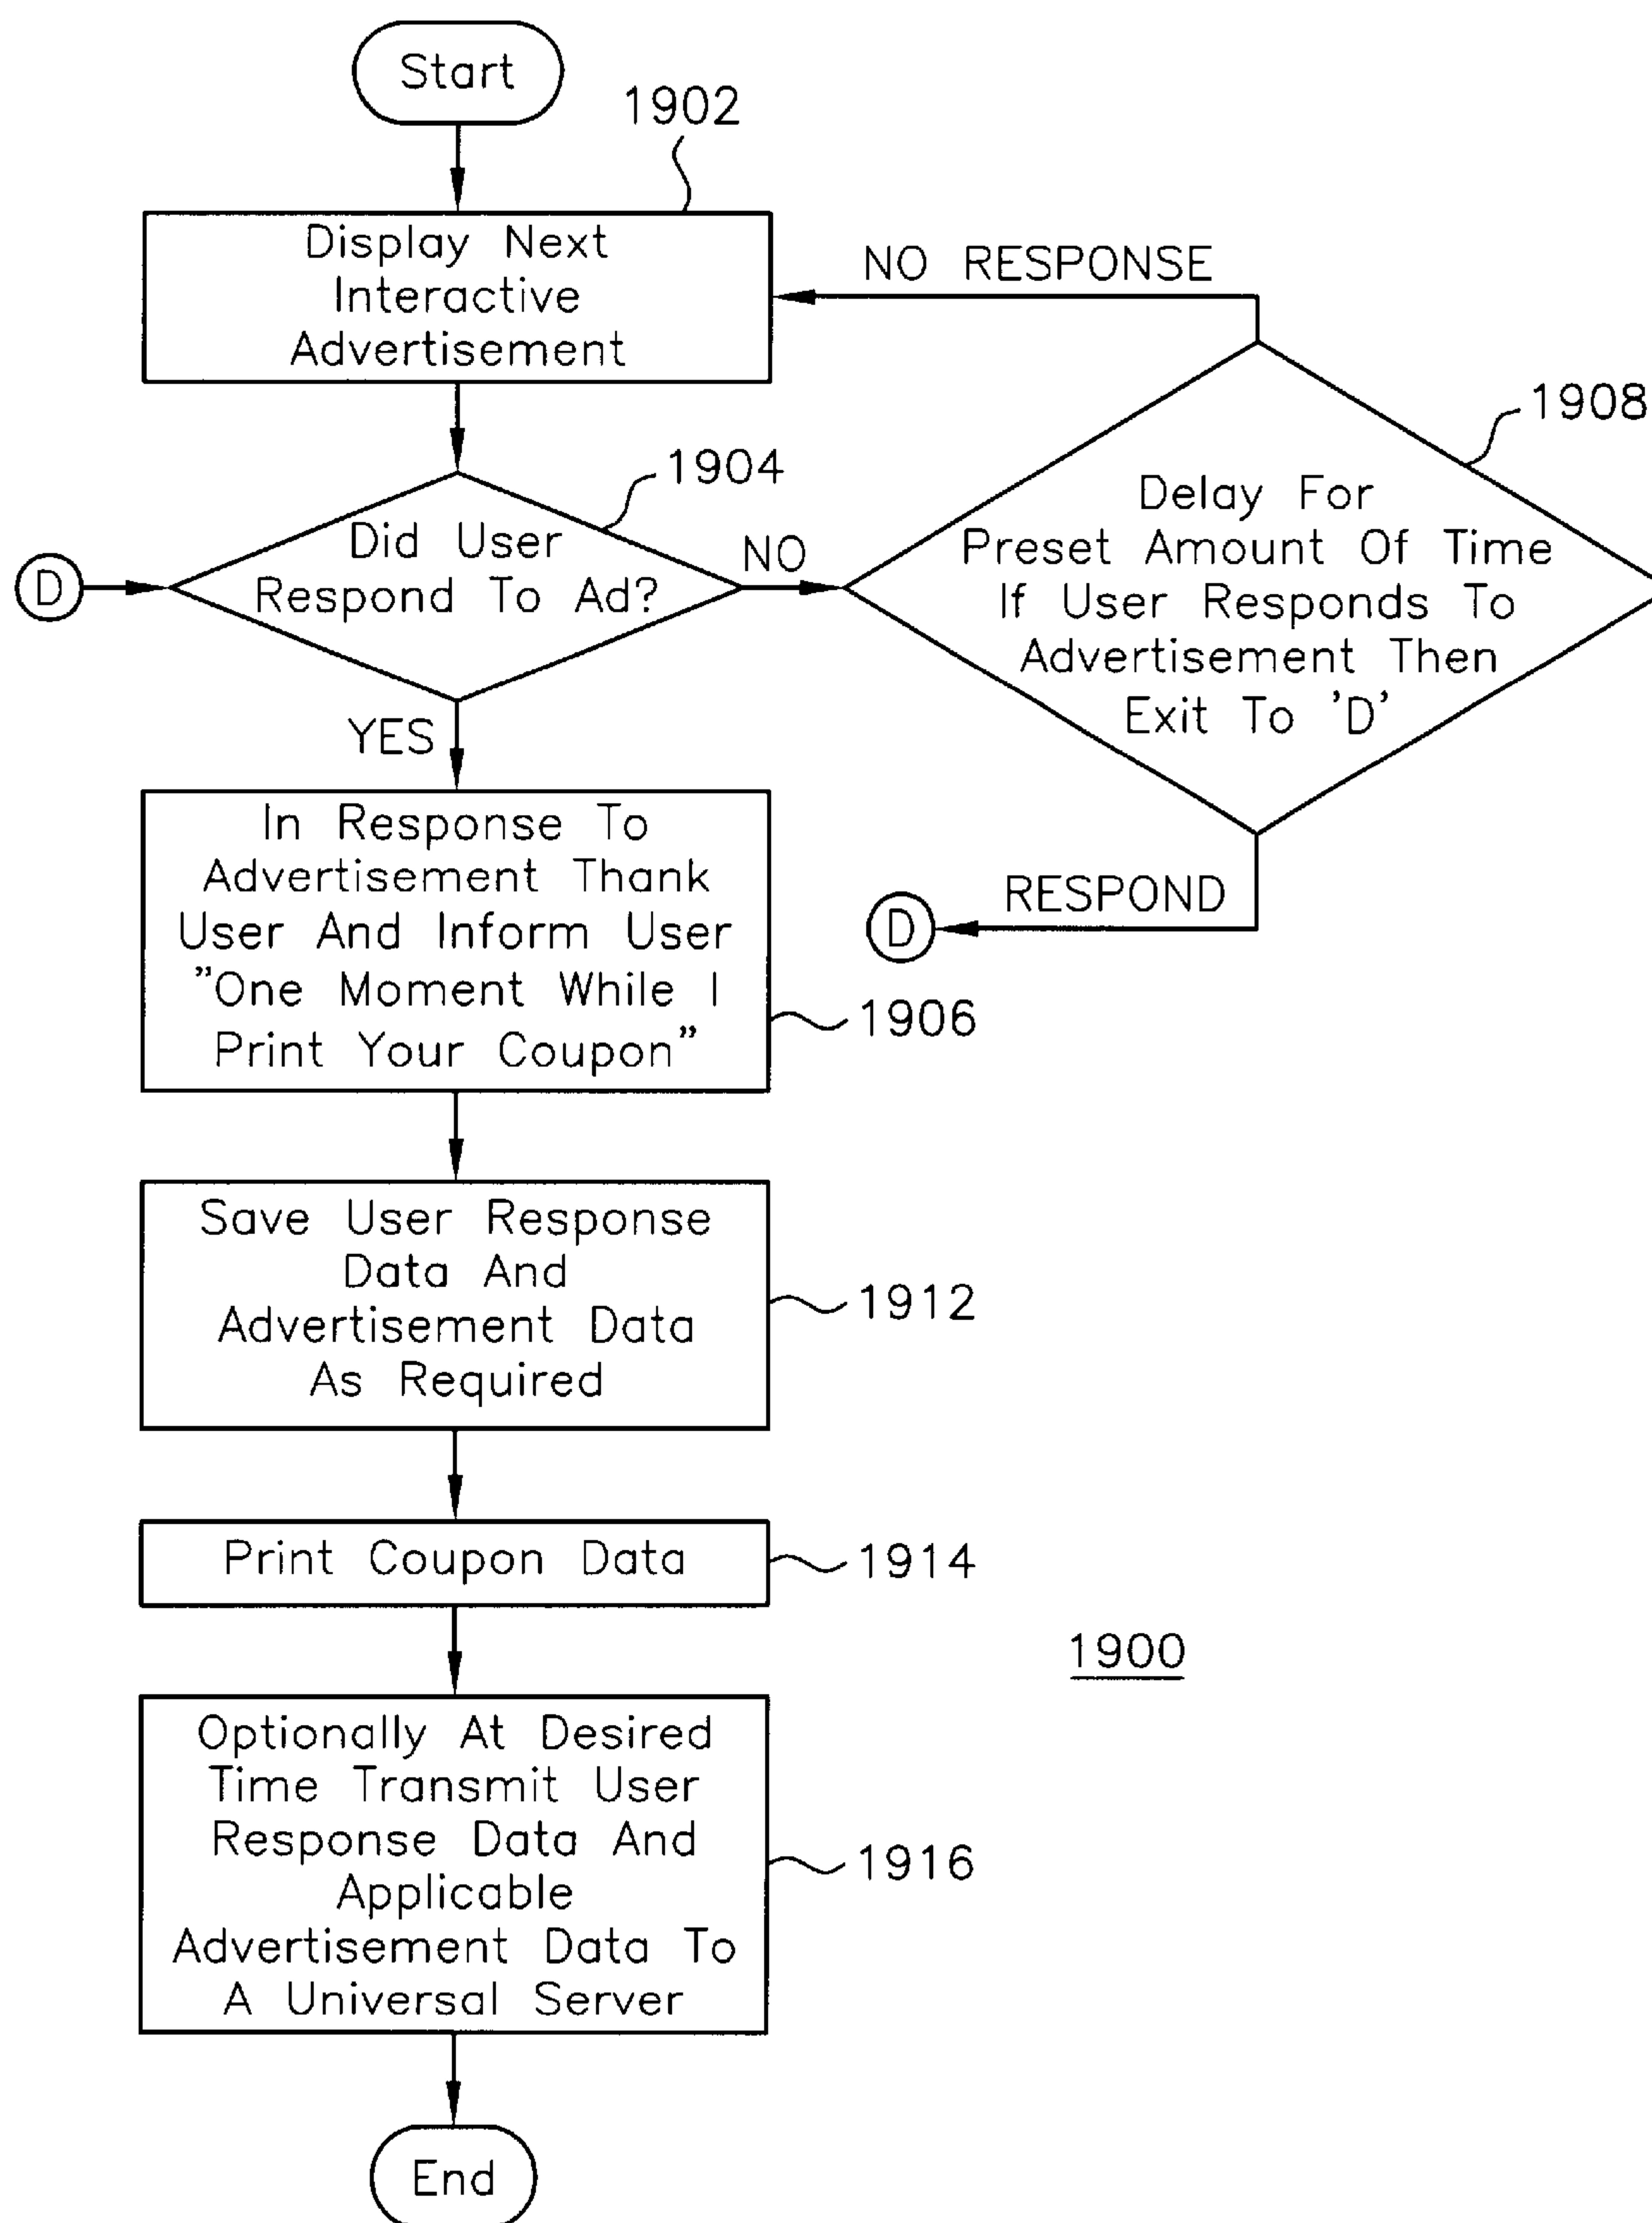 Start
1902
Display Next
Interactive
Advertisement
NO RESPONSE
1908
1904
Did User
Respond To Ad?
D
NO
Delay For
Preset Amount Of Time
If User Responds To
Advertisement Then
Exit To 'D'
YES
RESPOND
D
In Response To
Advertisement Thank
User And Inform User
"One Moment While I
Print Your Coupon"
1906
Save User Response
Data And
Advertisement Data
As Required
1912
Print Coupon Data
1914
1900
Optionally At Desired
Time Transmit User
Response Data And
Applicable
Advertisement Data To
A Universal Server
1916
End